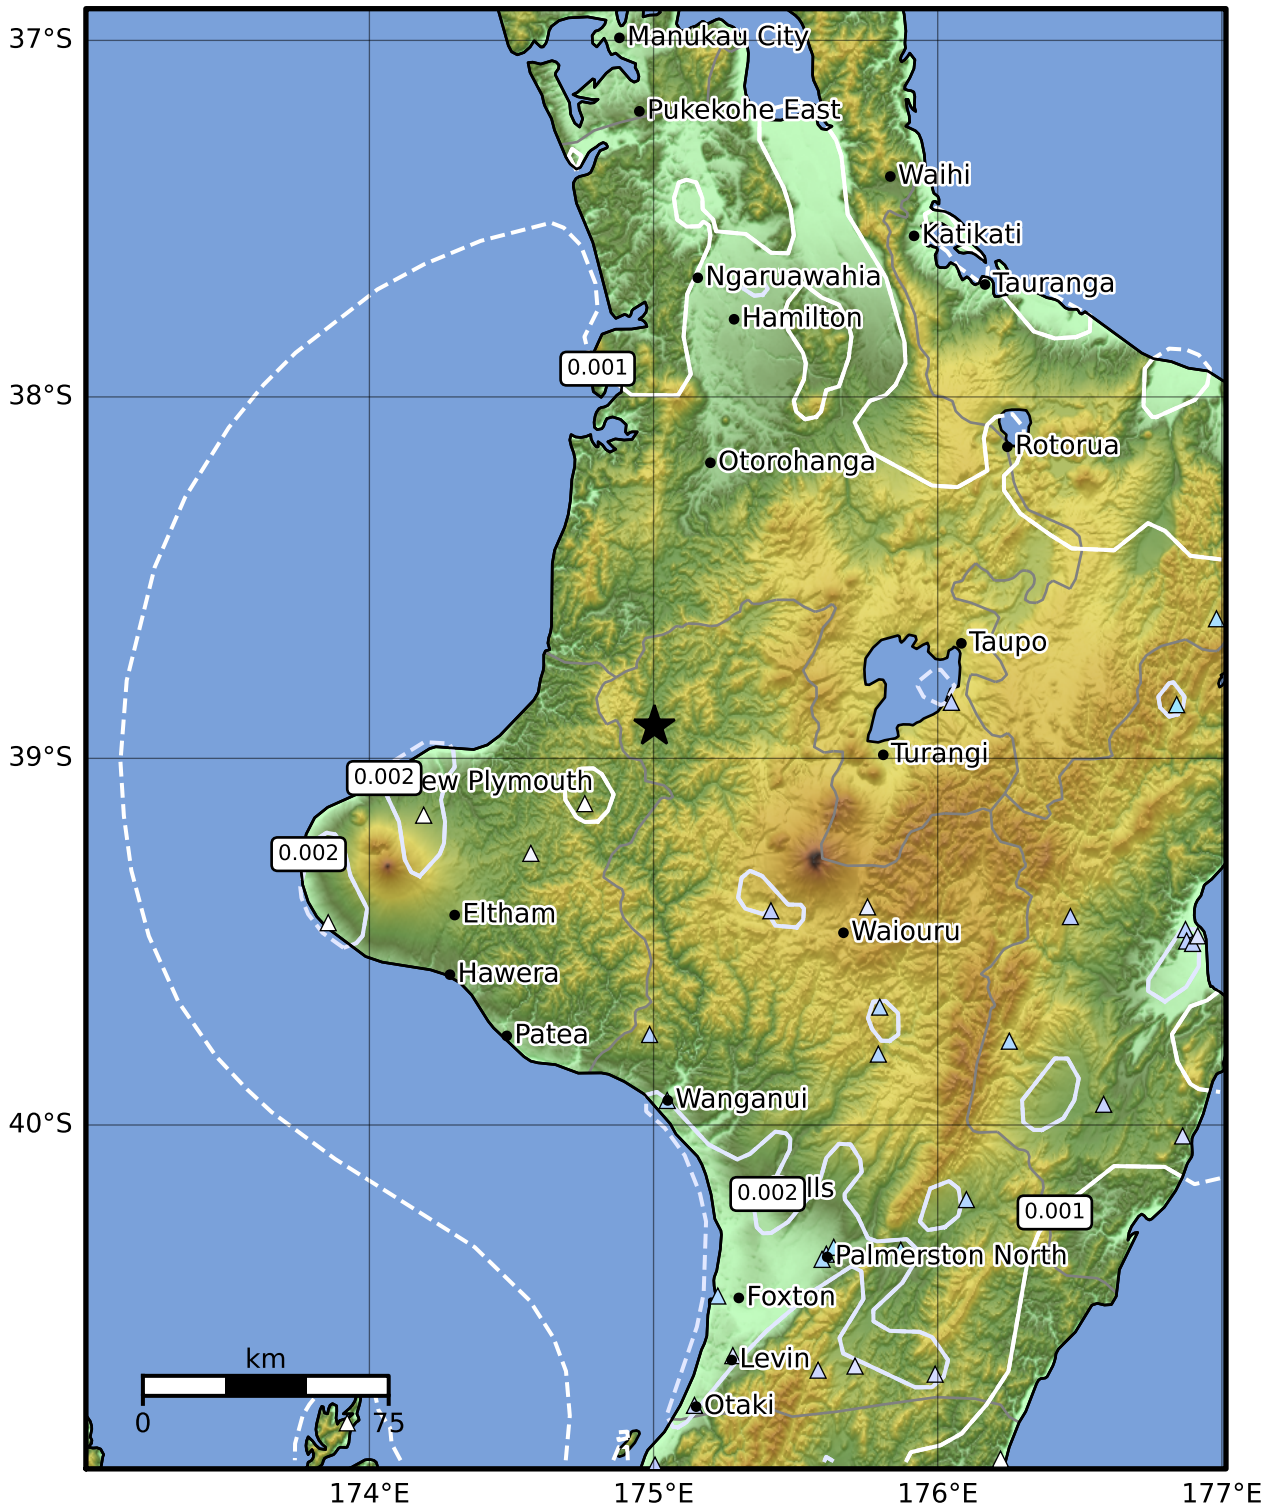 37°S
Manukau City
Pukekohe East
Waihi
Katikati
Ngaruawahia
Tauranga
Hamilton
0.001
38°S
Rotorua
Otorohanga
Taupo
Turangi
39°S
0.002
ew Plymouth
0.002
Eltham
Waiouru
Hawera
Patea
Wanganui
40°S
0.002
lls
0.001
Palmerston North
Foxton
km
Levin
Otaki
0
75
174°E
175°E
176°E
177°E